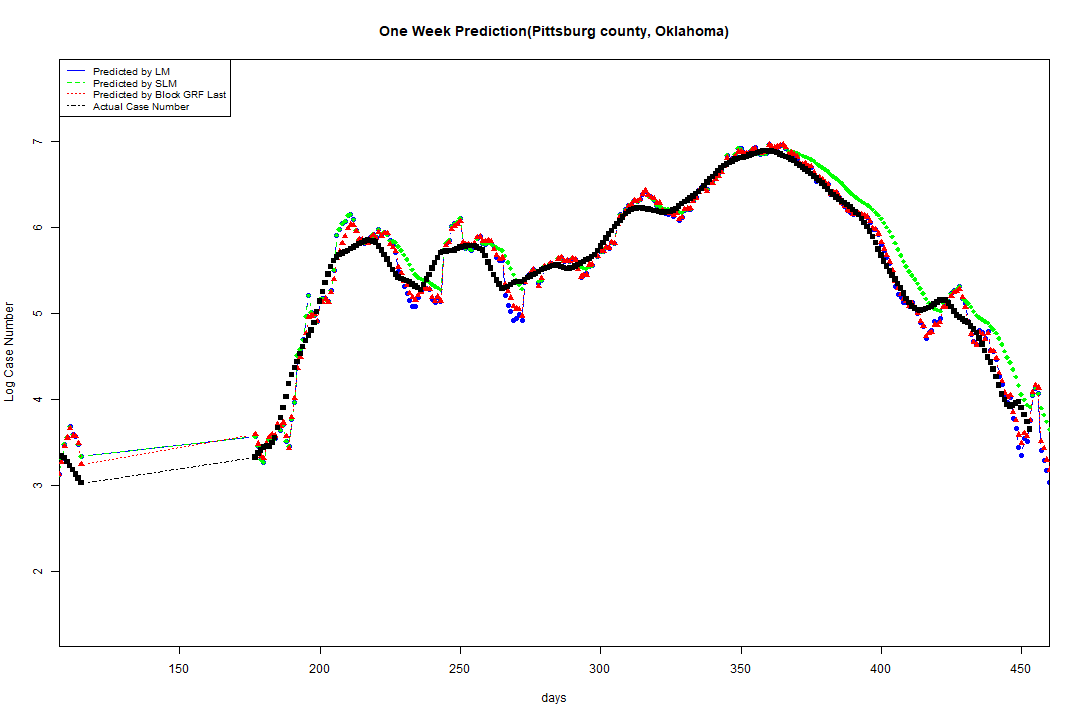 One Week Prediction(Pittsburg county, Oklahoma)
Predicted by LM
Predicted by SLM
Predicted by Block GRF Last
Actual Case Number
7
6
5
4
3
2
Log Case Number
150 200 250 300 350 400 450
days